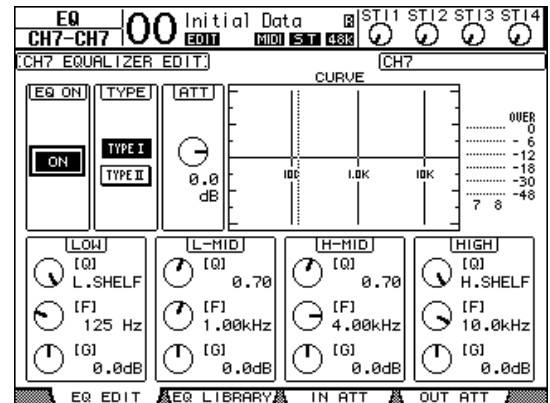 EQ
CH7-CH7
00
Initial Data
R
EDIT
MIDI S.T 48K
STI1 STI2 STI3 STI4
CH7 EQUALIZER EDIT
CH7
CURVE
EQ ON
TYPE
ATT
ON
TYPE I
TYPE II
0.0
dB
100
1.0K
10K
OVER
0
- 6
-12
-18
-30
-48
7 8
LOW
[Q]
L.SHELF
[F]
125 Hz
[G]
0.0dB
L-MID
[Q]
0.70
[F]
1.00kHz
[G]
0.0dB
H-MID
[Q]
0.70
[F]
4.00kHz
[G]
0.0dB
HIGH
[Q]
H.SHELF
[F]
10.0kHz
[G]
0.0dB
EQ EDIT
EQ LIBRARY
IN ATT
OUT ATT